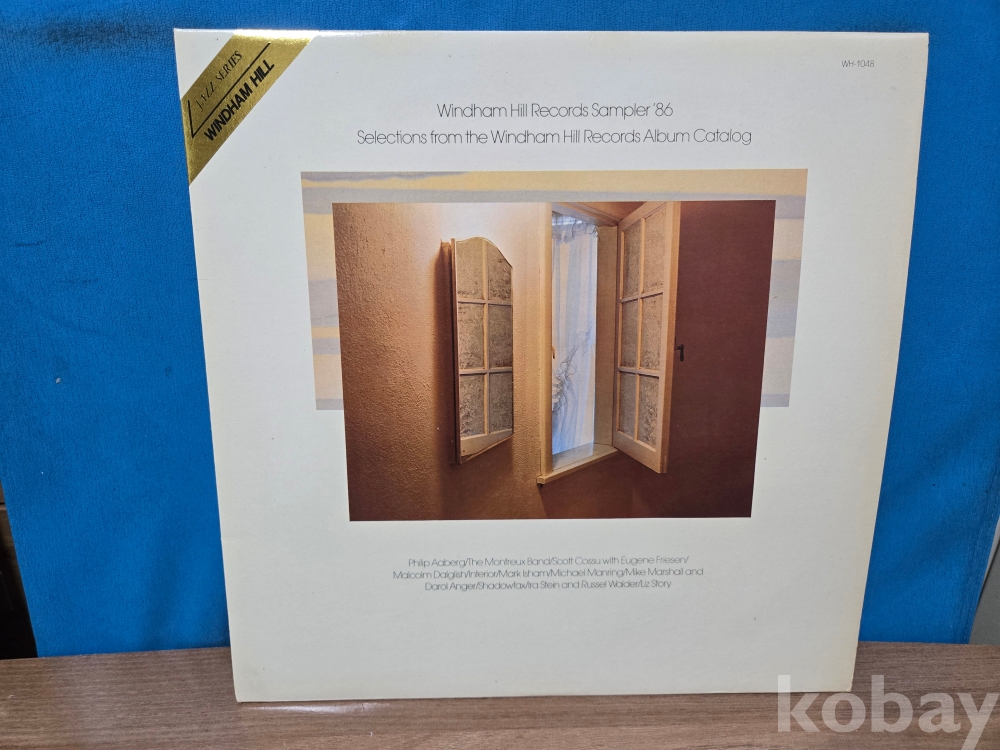 JAZZ SERIES
WINDHAM HILL
WH-1048
Windham Hill Records Sampler '86
Selections from the Windham Hill Records Album Catalog
Philip Aaberg/The Montreux Band/Scott Cossu with Eugene Friesen/
Malcolm Dalglish/Interior/Mark Isham/Michael Manring/Mike Marshall and
Darol Anger/Shadowfax/Ira Stein and Russel Walder/Liz Story
kobay